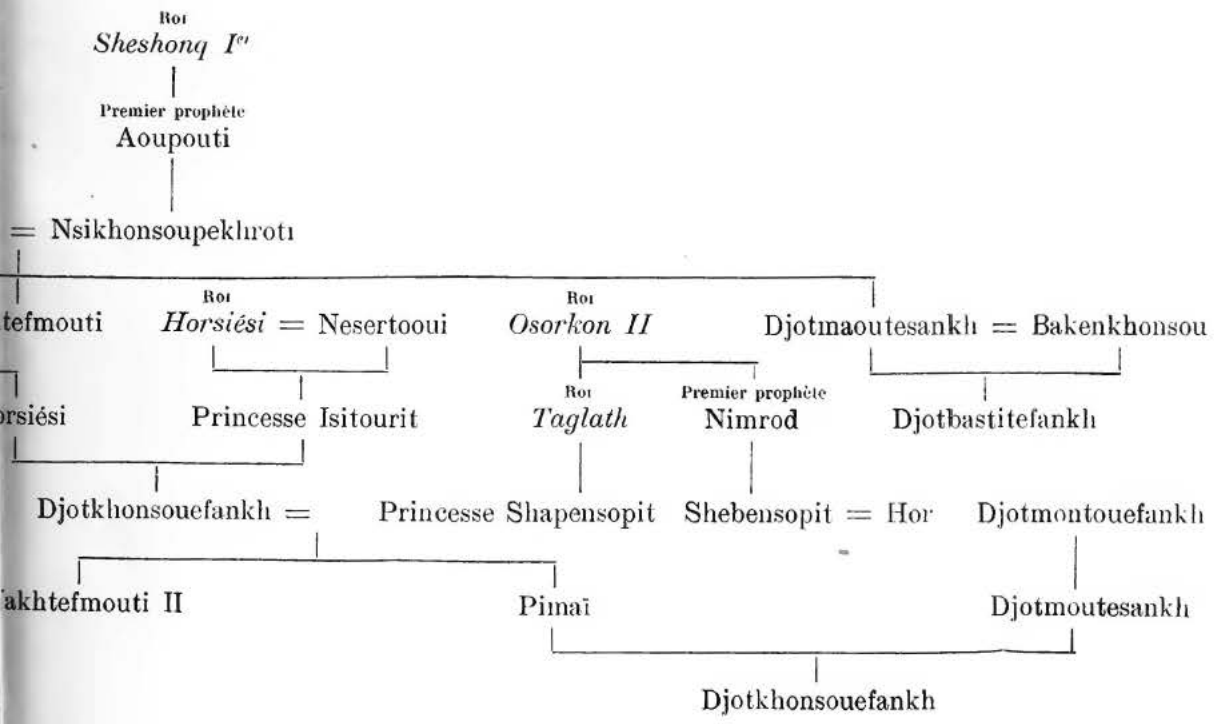 Roi
Sheshonq Ier
Premier prophète
Aoupouti
= Nsikhonsoupekhroti
Roi Roi
tefmouti Horsiési = Nesertooui Osorkon II Djotmaoutesankh = Bakenkhonsou
Roi Premier prophète
orsiési Princesse Isitourit Taglath Nimrod Djotbastitefankh
Djotkhonsouefankh = Princesse Shapensopit Shebensopit = Hor Djotmontouefankh
akhtefmouti II Pimaï Djotmoutesankh
Djotkhonsouefankh